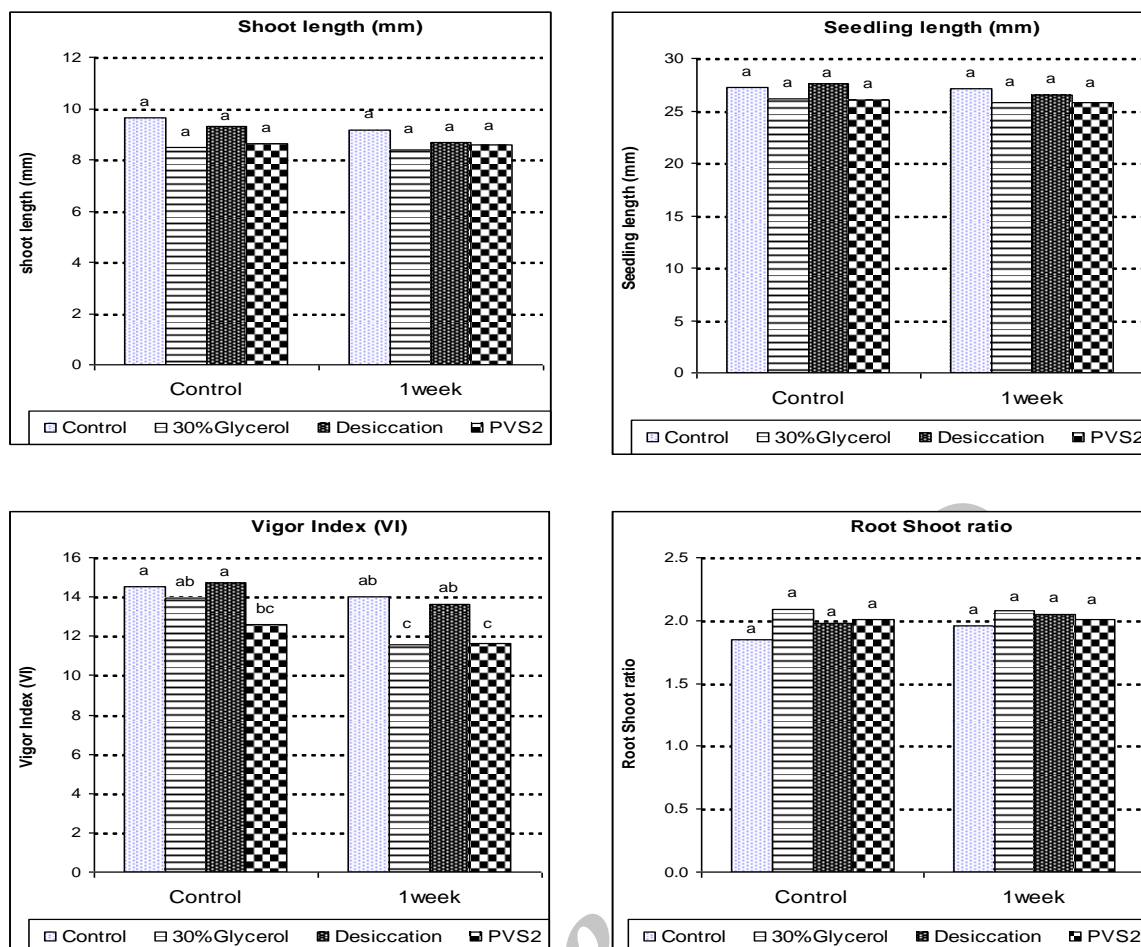 Shoot length (mm)
12
10
8
6
4
2
0
shoot length (mm)
a
a
a
a
a
a
a
a
Control 1week
Control 30%Glycerol Desiccation PVS2
Seedling length (mm)
30
25
20
15
10
5
0
Seedling length (mm)
a
a
a
a
a
a
a
a
Control 1week
Control 30%Glycerol Desiccation PVS2
Vigor Index (VI)
16
14
12
10
8
6
4
2
0
Vigor Index (VI)
a
ab
a
bc
ab
c
ab
c
Control 1week
Control 30%Glycerol Desiccation PVS2
Root Shoot ratio
2.5
2.0
1.5
1.0
0.5
0.0
Root Shoot ratio
a
a
a
a
a
a
a
a
Control 1week
Control 30%Glycerol Desiccation PVS2